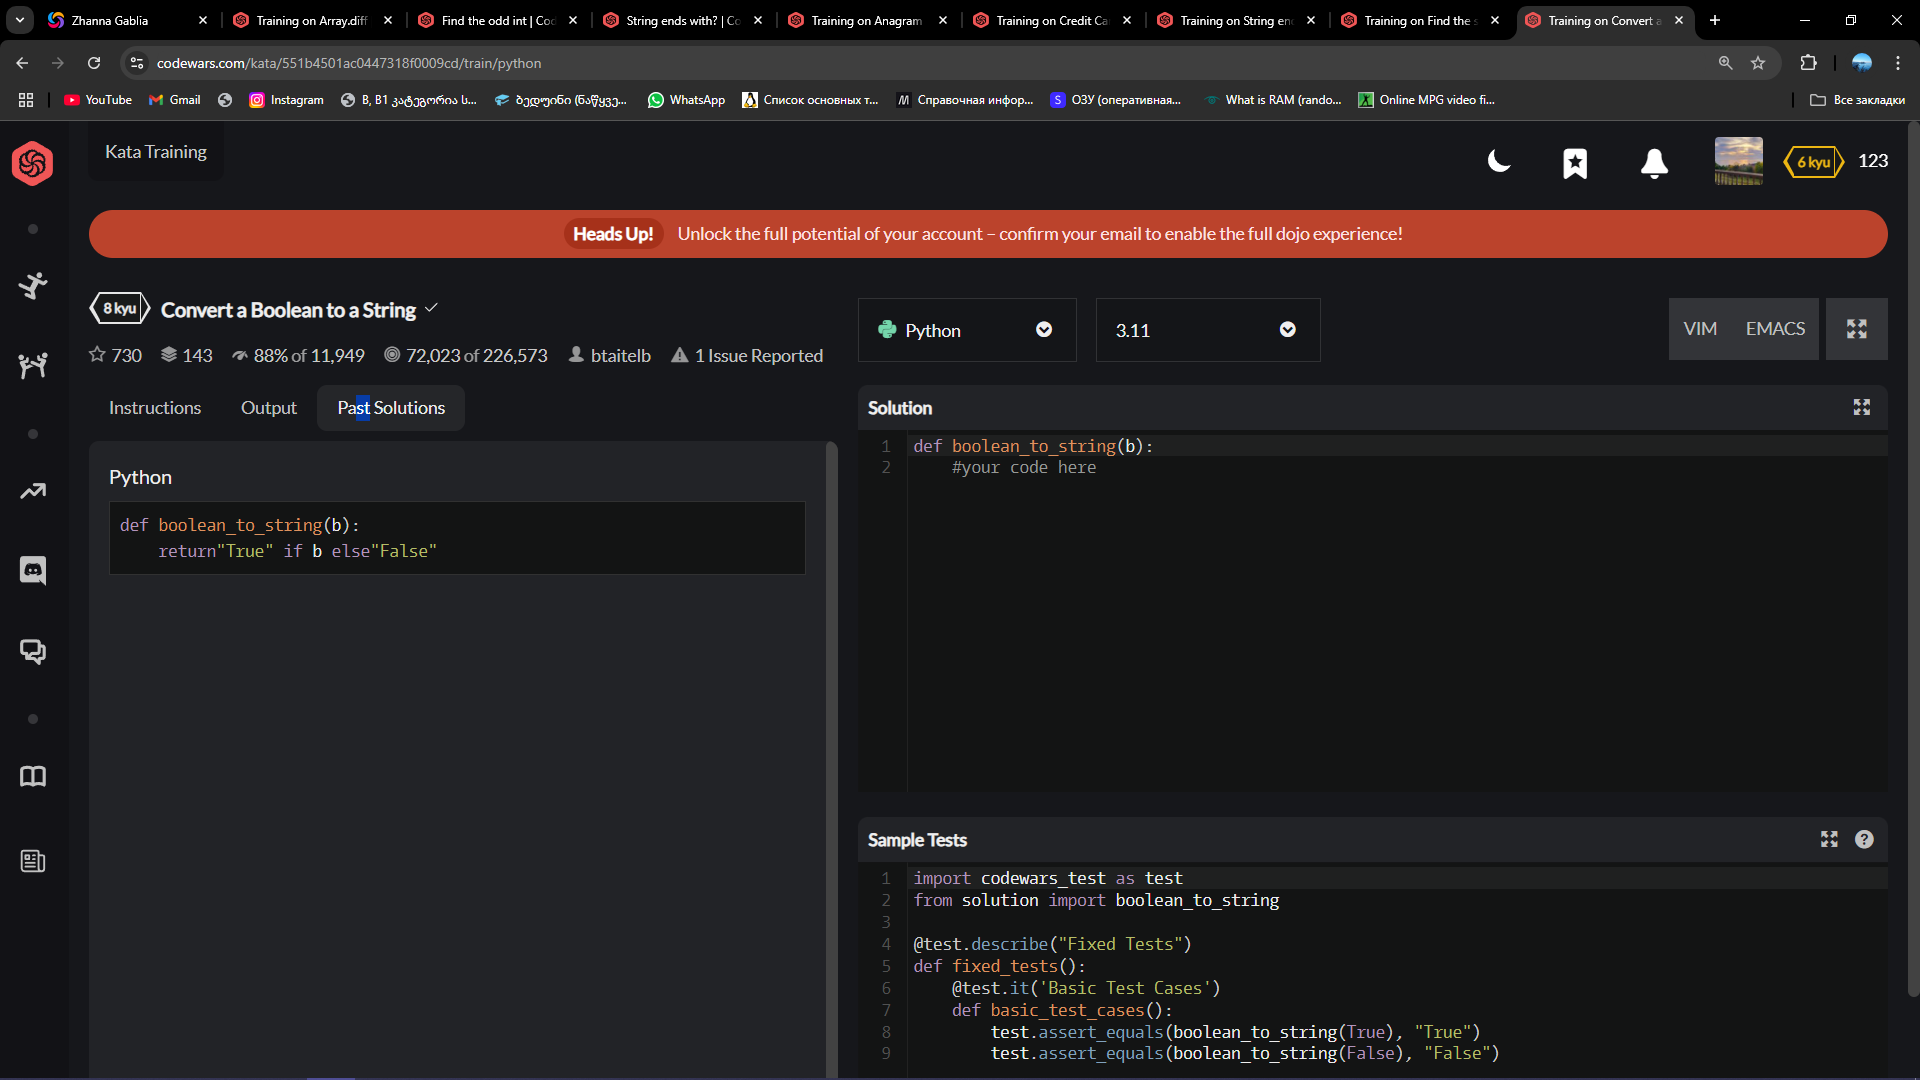 Zhanna Gablia
Training on Array.diff
Find the odd int | Cod
String ends with? | Co
Training on Anagram
Training on Credit Ca
Training on String en
Training on Find the s
Training on Convert a
codewars.com/kata/551b4501ac0447318f0009cd/train/python
YouTube
Gmail
Instagram
B, B1 კატეგორია ს...
ბედუინი (ნაწყვე...
WhatsApp
Список основных т...
Справочная инфор...
ОЗУ (оперативная...
What is RAM (rando...
Online MPG video fi...
Все закладки
Kata Training
6 kyu
123
Heads Up! Unlock the full potential of your account – confirm your email to enable the full dojo experience!
8 kyu
Convert a Boolean to a String
730
143
88% of 11,949
72,023 of 226,573
btaitelb
1 Issue Reported
Python
3.11
VIM
EMACS
Instructions
Output
Past Solutions
Python
def boolean_to_string(b):
return"True" if b else"False"
Solution
1 def boolean_to_string(b):
2 #your code here
Sample Tests
?
1 import codewars_test as test
2 from solution import boolean_to_string
3
4 @test.describe("Fixed Tests")
5 def fixed_tests():
6 @test.it('Basic Test Cases')
7 def basic_test_cases():
8 test.assert_equals(boolean_to_string(True), "True")
9 test.assert_equals(boolean_to_string(False), "False")